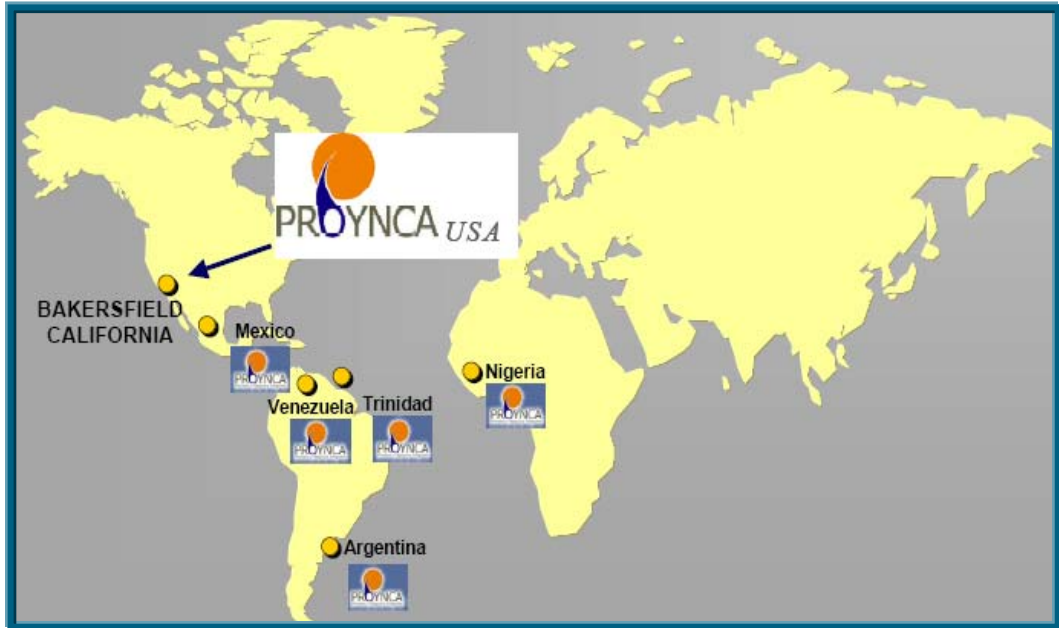 PROYNCA USA
BAKERSFIELD
CALIFORNIA
Mexico
PROYNCA
Venezuela
Trinidad
PROYNCA
PROYNCA
Nigeria
PROYNCA
Argentina
PROYNCA